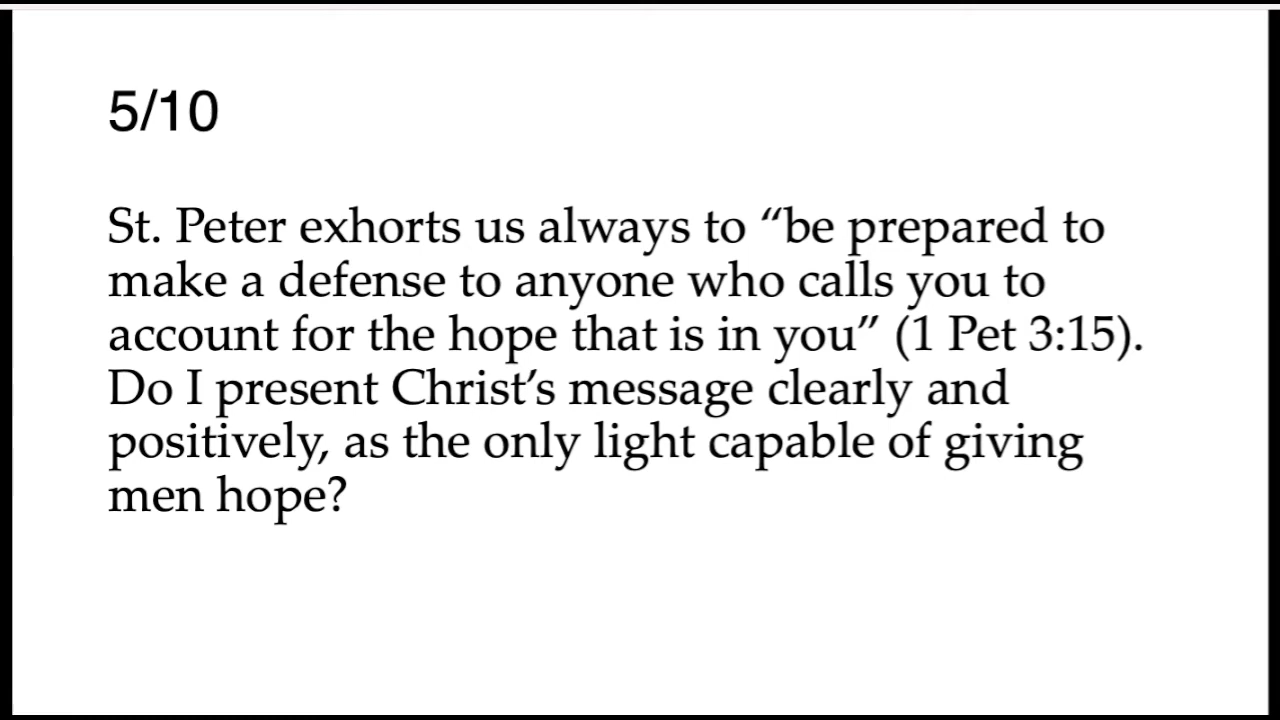 5/10
St. Peter exhorts us always to “be prepared to
make a defense to anyone who calls you to
account for the hope that is in you” (1 Pet 3:15).
Do I present Christ’s message clearly and
positively, as the only light capable of giving
men hope?